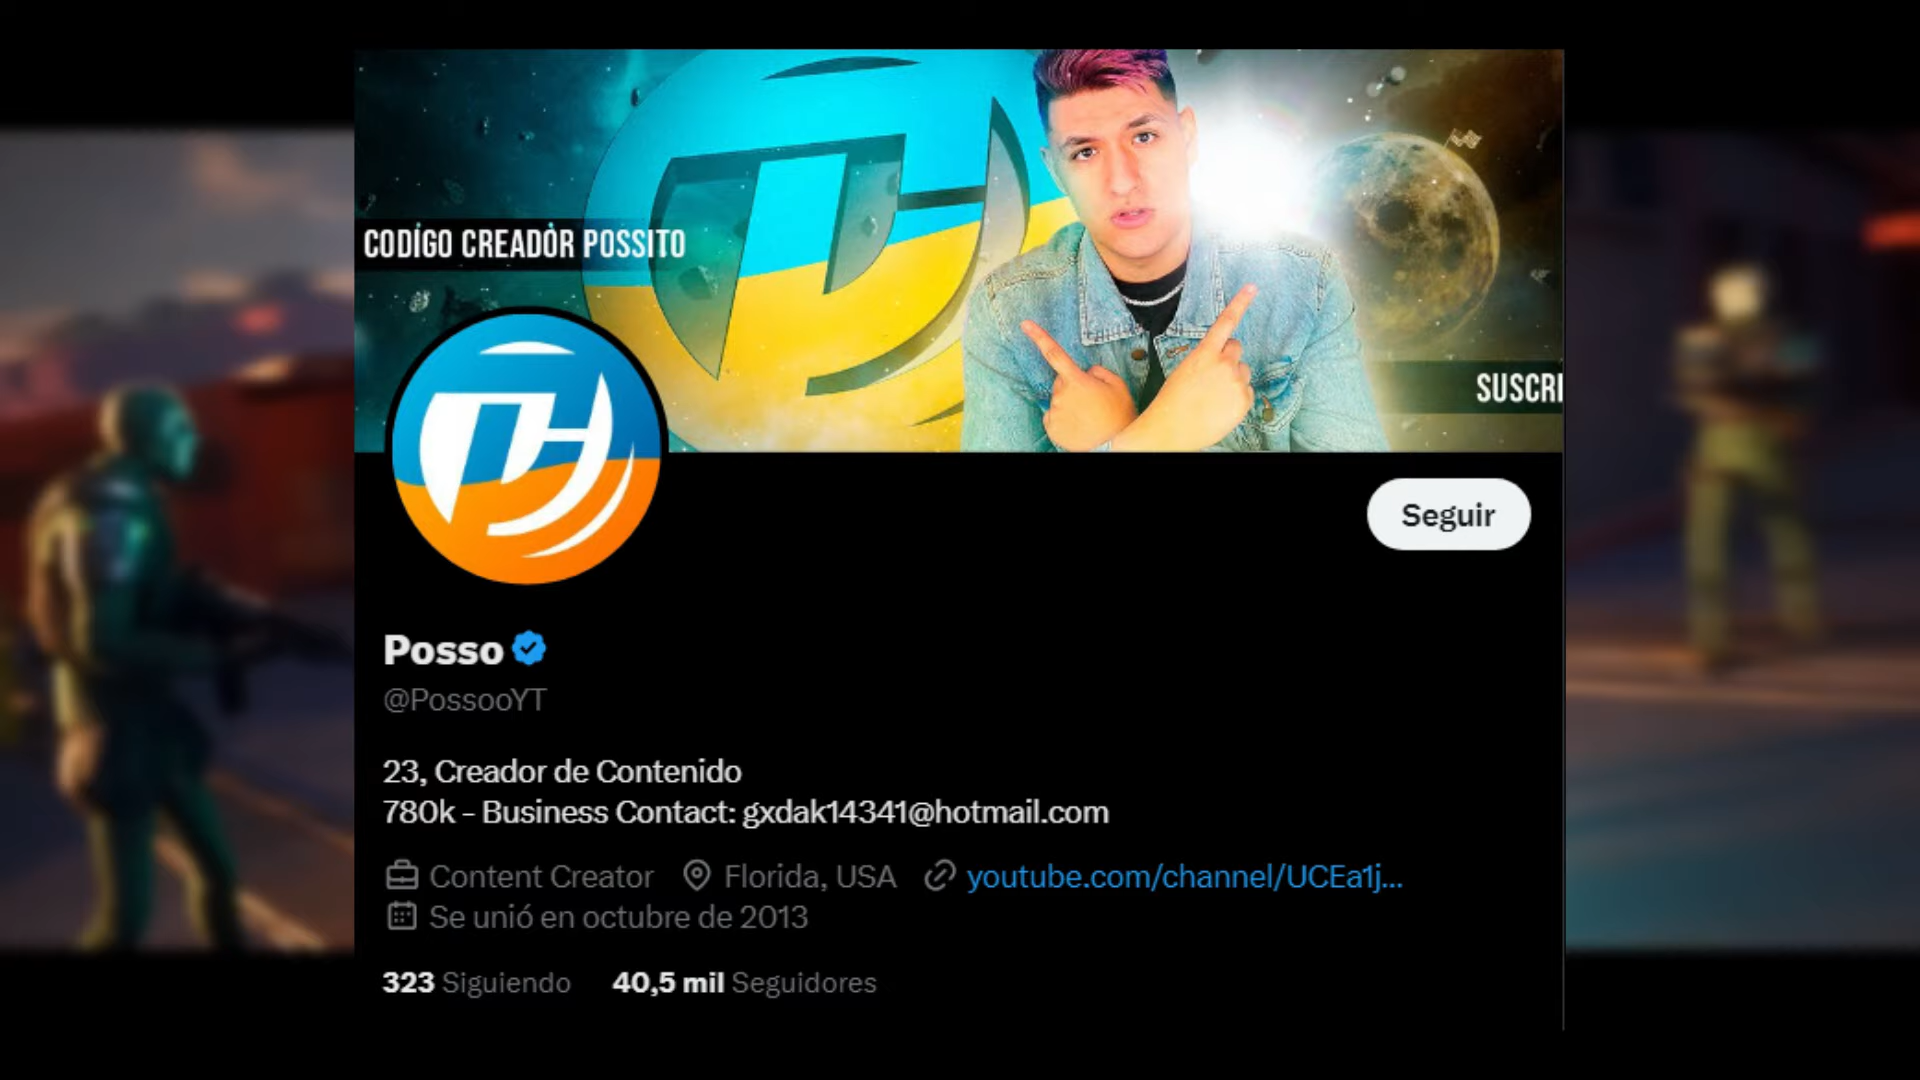 CODÍGO CREADOR POSSITO
SUSCRI
Seguir
Posso
@PossooYT
23, Creador de Contenido
780k - Business Contact: gxdak14341@hotmail.com
Content Creator Florida, USA youtube.com/channel/UCEa1j...
Se unió en octubre de 2013
323 Siguiendo 40,5 mil Seguidores